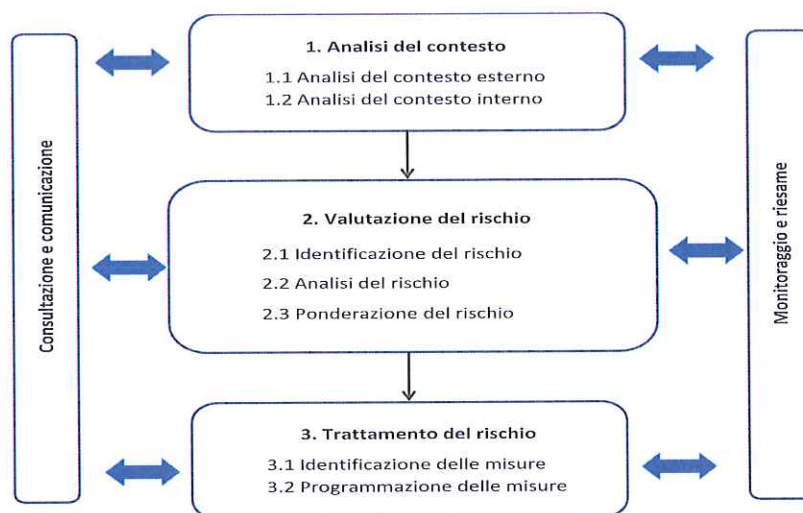 Consultazione e comunicazione
1. Analisi del contesto
1.1 Analisi del contesto esterno
1.2 Analisi del contesto interno
2. Valutazione del rischio
2.1 Identificazione del rischio
2.2 Analisi del rischio
2.3 Ponderazione del rischio
3. Trattamento del rischio
3.1 Identificazione delle misure
3.2 Programmazione delle misure
Monitoraggio e riesame